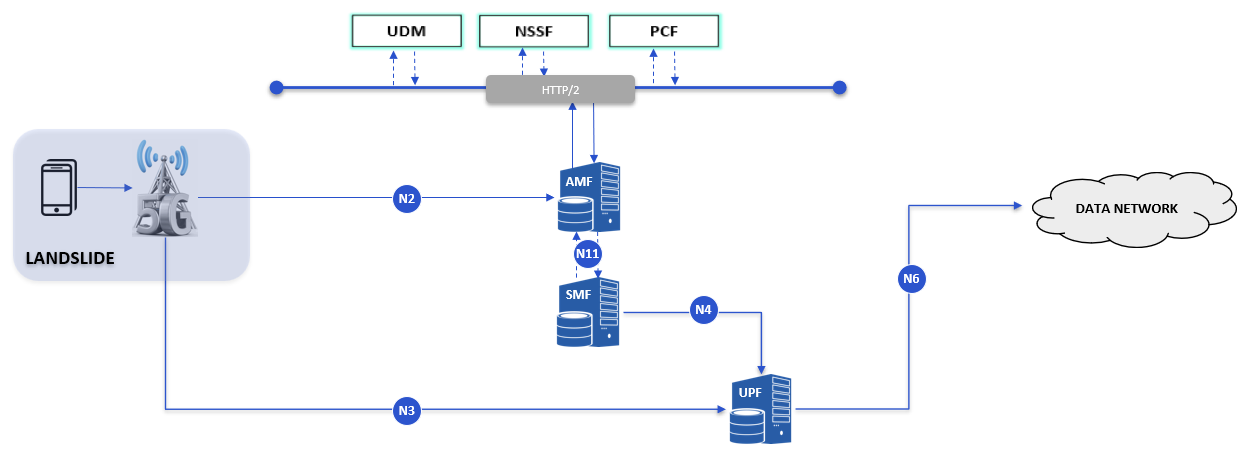 UDM
NSSF
PCF
HTTP/2
5G
AMF
N2
DATA NETWORK
LANDSLIDE
N11
N6
SMF
N4
UPF
N3